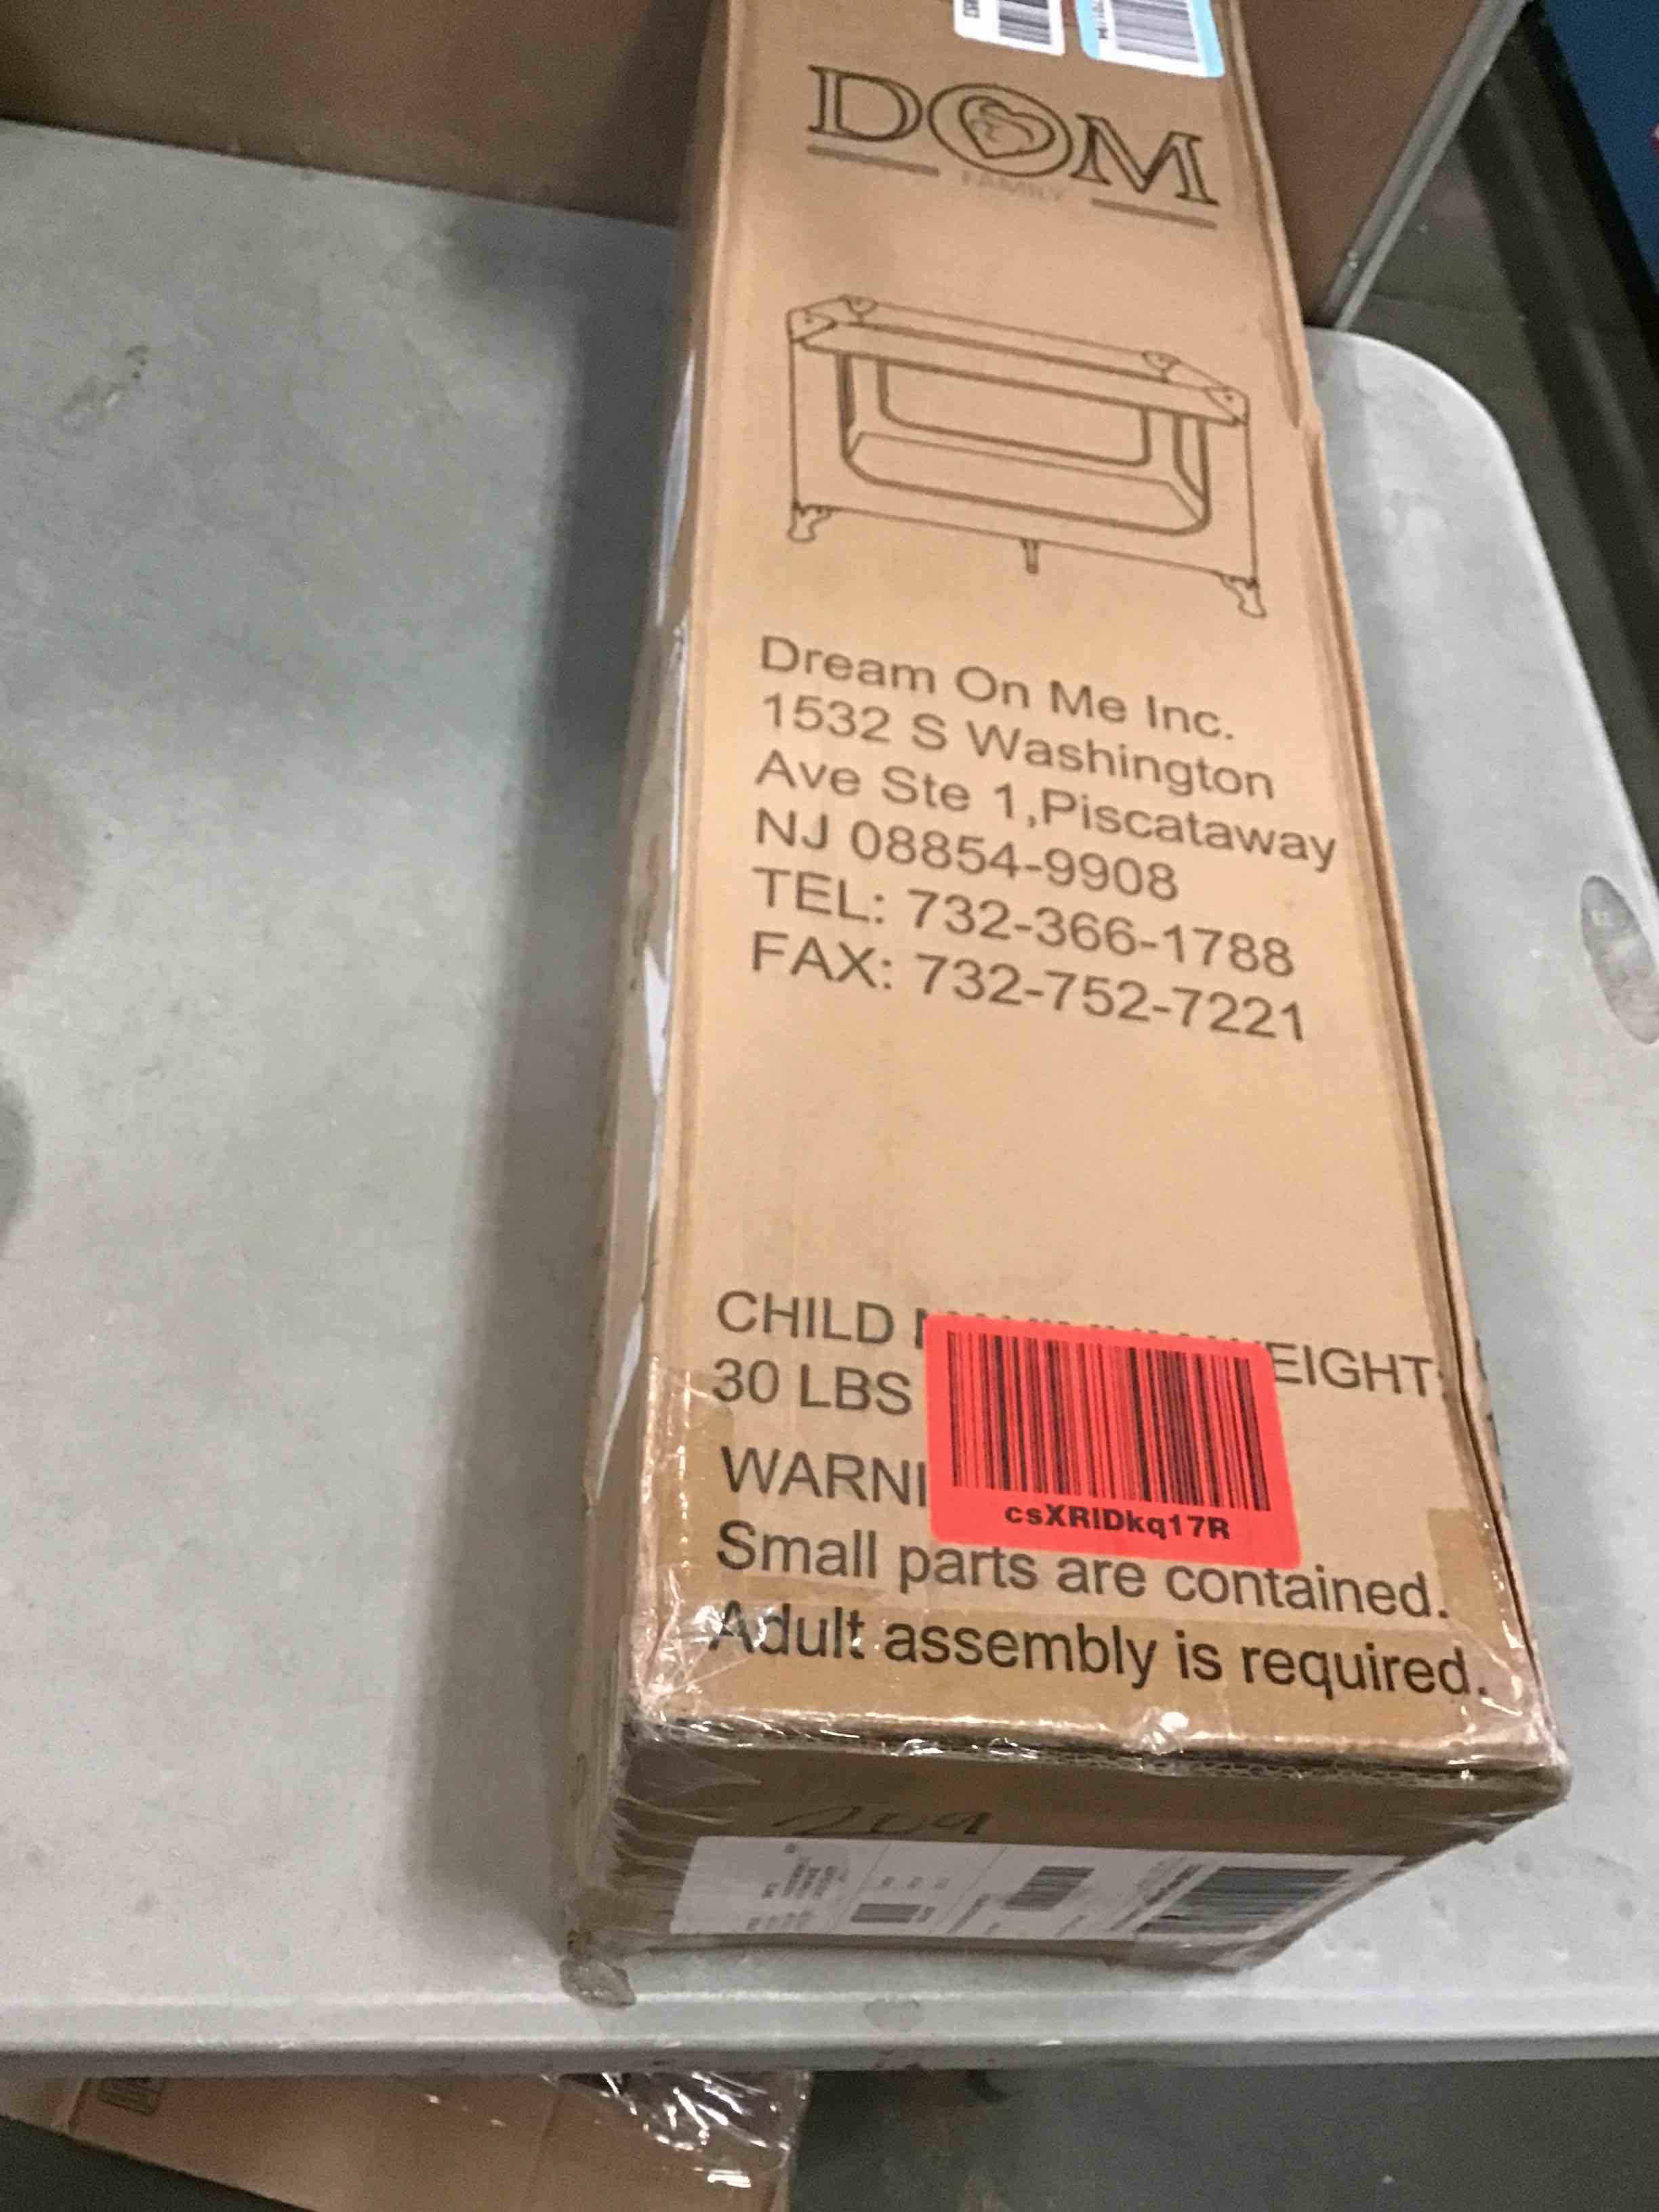 DOM
FAMILY
Dream On Me Inc.
1532 S Washington
Ave Ste 1,Piscataway
NJ 08854-9908
TEL: 732-366-1788
FAX: 732-752-7221
CHILD EIGHT:
30 LBS
WARNI
csXRIDkq17R
Small parts are contained.
Adult assembly is required.